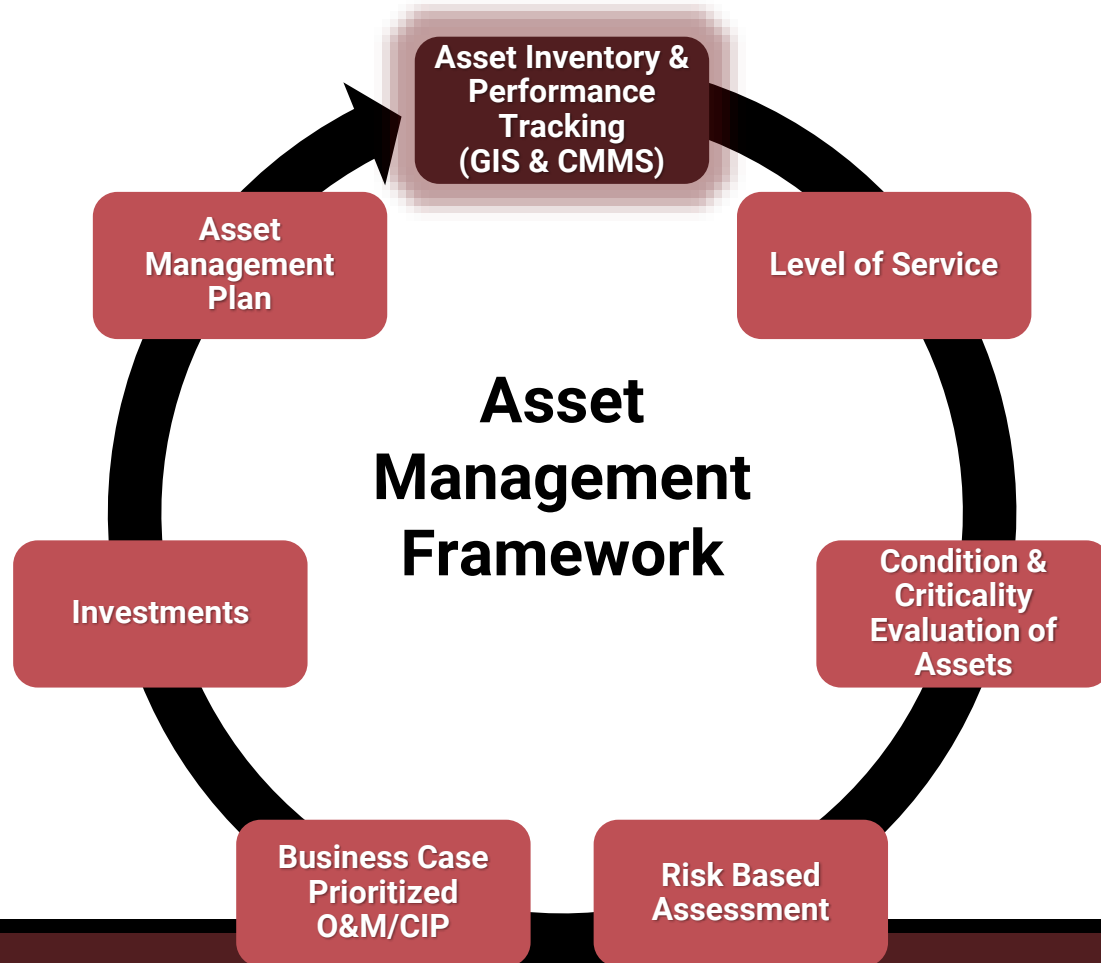 Asset Inventory &
Performance
Tracking
(GIS & CMMS)
Level of Service
Condition &
Criticality
Evaluation of
Assets
Risk Based
Assessment
Business Case
Prioritized
O&M/CIP
Investments
Asset
Management
Plan
Asset
Management
Framework